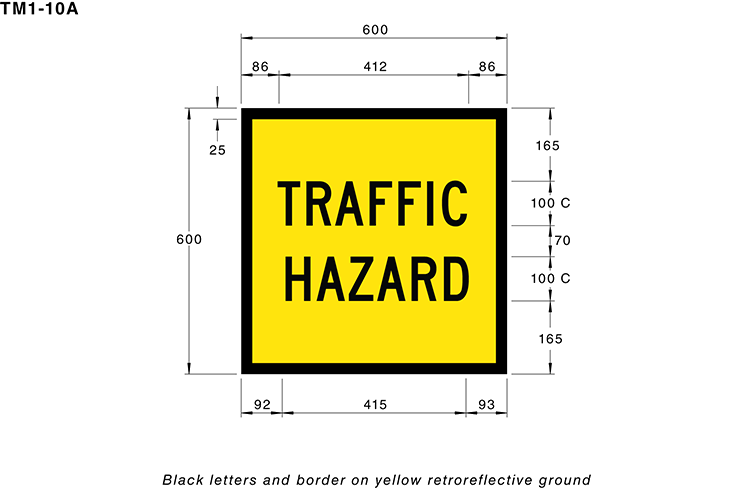 TM1-10A
600
86 412 86
25
165
100 C
70
100 C
165
600
TRAFFIC
HAZARD
92 415 93
Black letters and border on yellow retroreflective ground